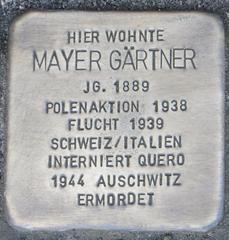 HIER WOHNTE
MAYER GÄRTNER
JG. 1889
POLENAKTION 1938
FLUCHT 1939
SCHWEIZ/ITALIEN
INTERNIERT QUERO
1944 AUSCHWITZ
ERMORDET